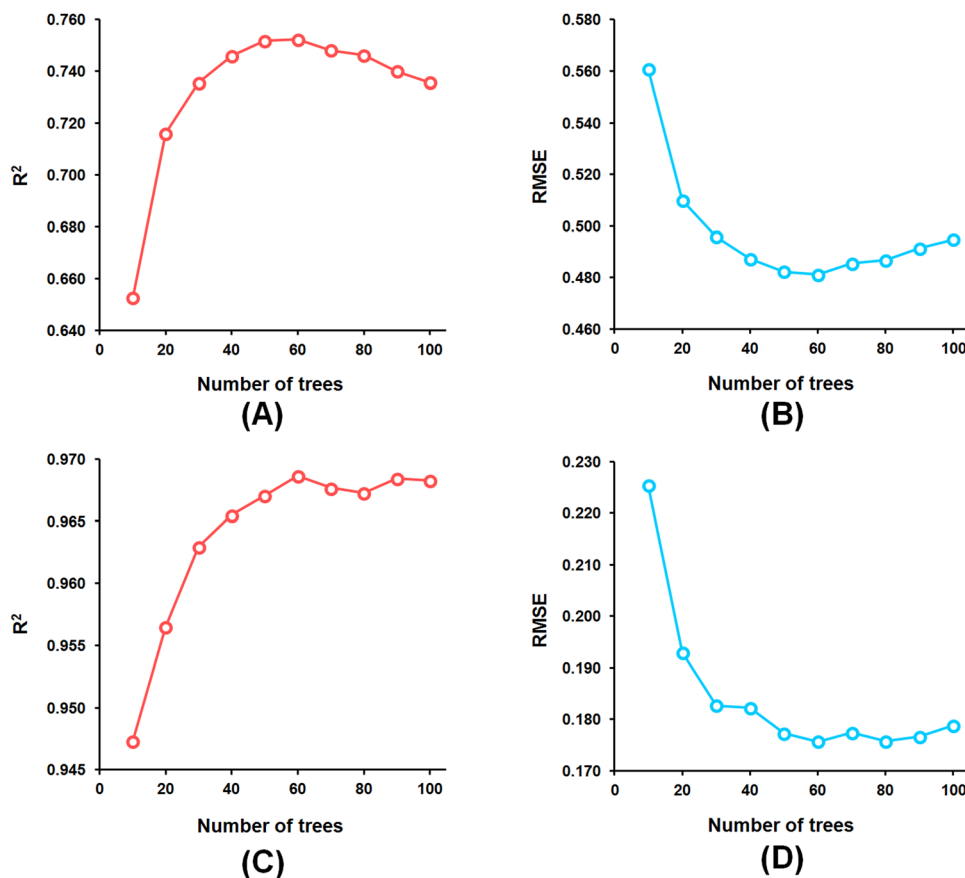 0.760
0.740
0.720
0.700
0.680
0.660
0.640
R²
0 20 40 60 80 100
Number of trees
(A)
0.580
0.560
0.540
0.520
0.500
0.480
0.460
RMSE
0 20 40 60 80 100
Number of trees
(B)
0.970
0.965
0.960
0.955
0.950
0.945
R²
0 20 40 60 80 100
Number of trees
(C)
0.230
0.220
0.210
0.200
0.190
0.180
0.170
RMSE
0 20 40 60 80 100
Number of trees
(D)